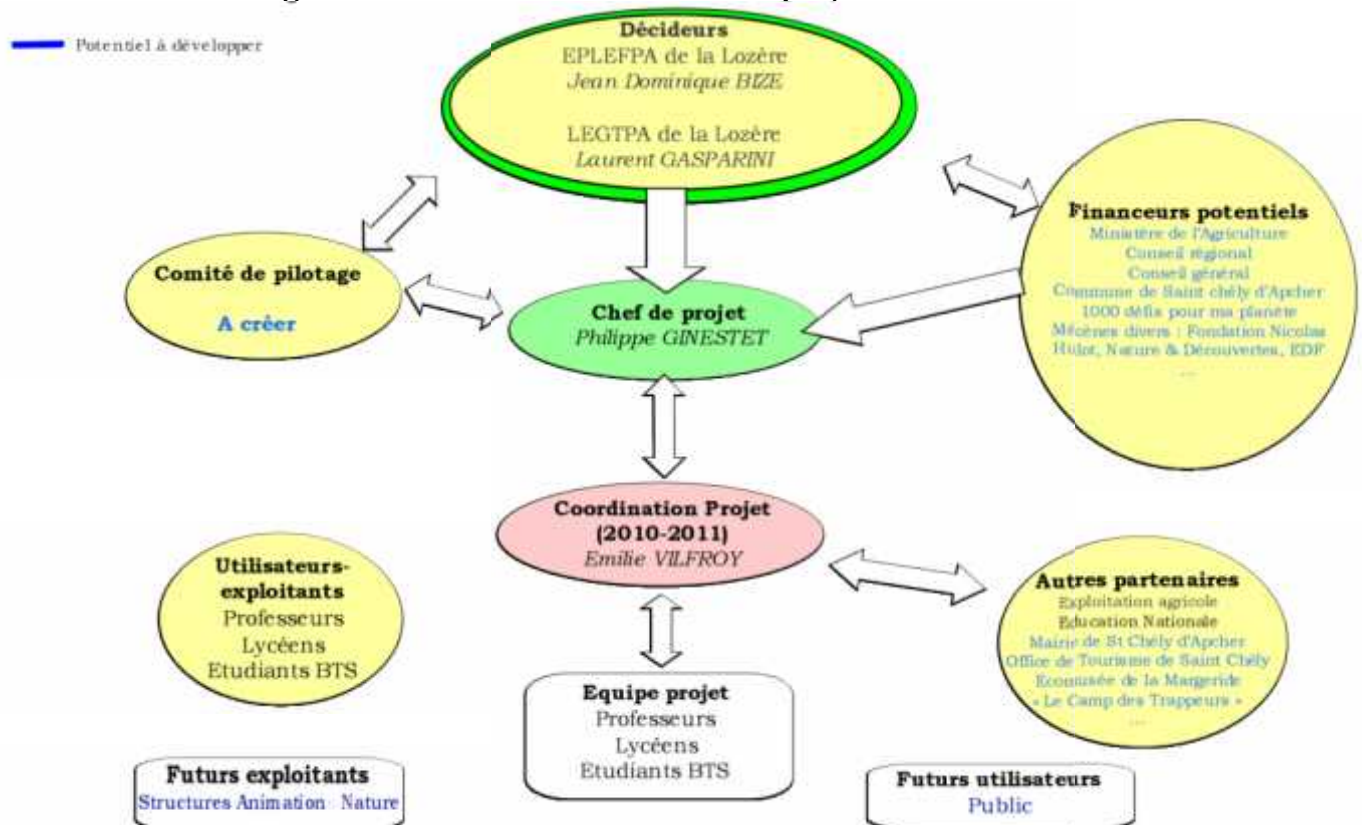 Potentiel à développer
Décideurs
EPLEFPA de la Lozère
Jean Dominique BIZE
LEGTPA de la Lozère
Laurent GASPARINI
Financeurs potentiels
Ministère de l'Agriculture
Conseil régional
Conseil général
Commune de Saint chély d'Apcher
1000 défis pour ma planète
Mécènes divers : Fondation Nicolas
Hulot, Nature & Découvertes, EDF
...
Comité de pilotage
A créer
Chef de projet
Philippe GINESTET
Coordination Projet
(2010-2011)
Emilie VILFROY
Utilisateurs-
exploitants
Professeurs
Lycéens
Etudiants BTS
Autres partenaires
Exploitation agricole
Education Nationale
Mairie de St Chély d'Apcher
Office de Tourisme de Saint Chély
Ecomusée de la Margeride
« Le Camp des Trappeurs »
...
Equipe projet
Professeurs
Lycéens
Etudiants BTS
Futurs exploitants
Structures Animation Nature
Futurs utilisateurs
Public